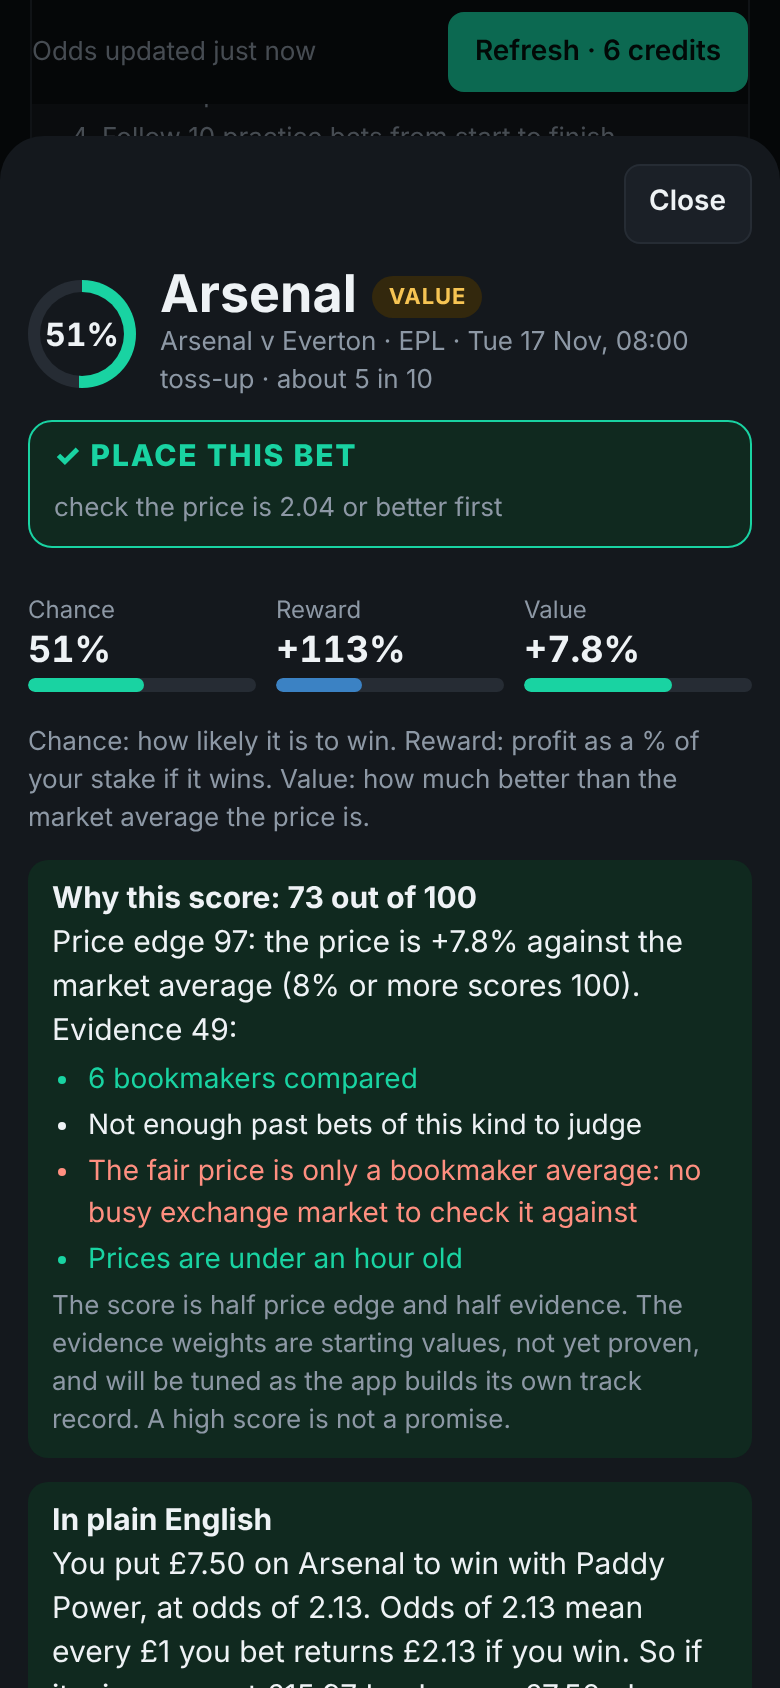 Odds updated just now
Refresh · 6 credits
4. Follow 10 practice bets from start to finish
Close
51%
Arsenal VALUE
Arsenal v Everton · EPL · Tue 17 Nov, 08:00
toss-up · about 5 in 10
✓ PLACE THIS BET
check the price is 2.04 or better first
Chance Reward Value
51% +113% +7.8%
Chance: how likely it is to win. Reward: profit as a % of
your stake if it wins. Value: how much better than the
market average the price is.
Why this score: 73 out of 100
Price edge 97: the price is +7.8% against the
market average (8% or more scores 100).
Evidence 49:
• 6 bookmakers compared
• Not enough past bets of this kind to judge
• The fair price is only a bookmaker average: no
busy exchange market to check it against
• Prices are under an hour old
The score is half price edge and half evidence. The
evidence weights are starting values, not yet proven,
and will be tuned as the app builds its own track
record. A high score is not a promise.
In plain English
You put £7.50 on Arsenal to win with Paddy
Power, at odds of 2.13. Odds of 2.13 mean
every £1 you bet returns £2.13 if you win. So if